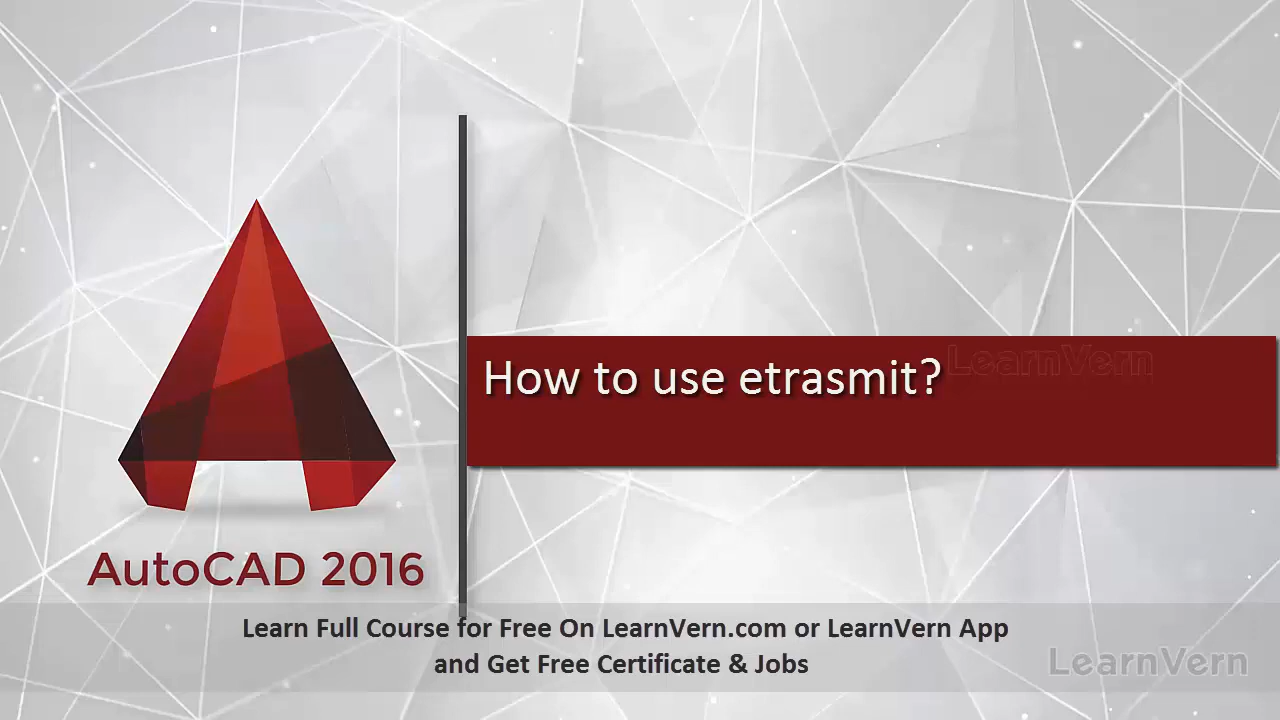 LearnVern
How to use etrasmit?
AutoCAD 2016
Learn Full Course for Free On LearnVern.com or LearnVern App
and Get Free Certificate & Jobs
LearnVern